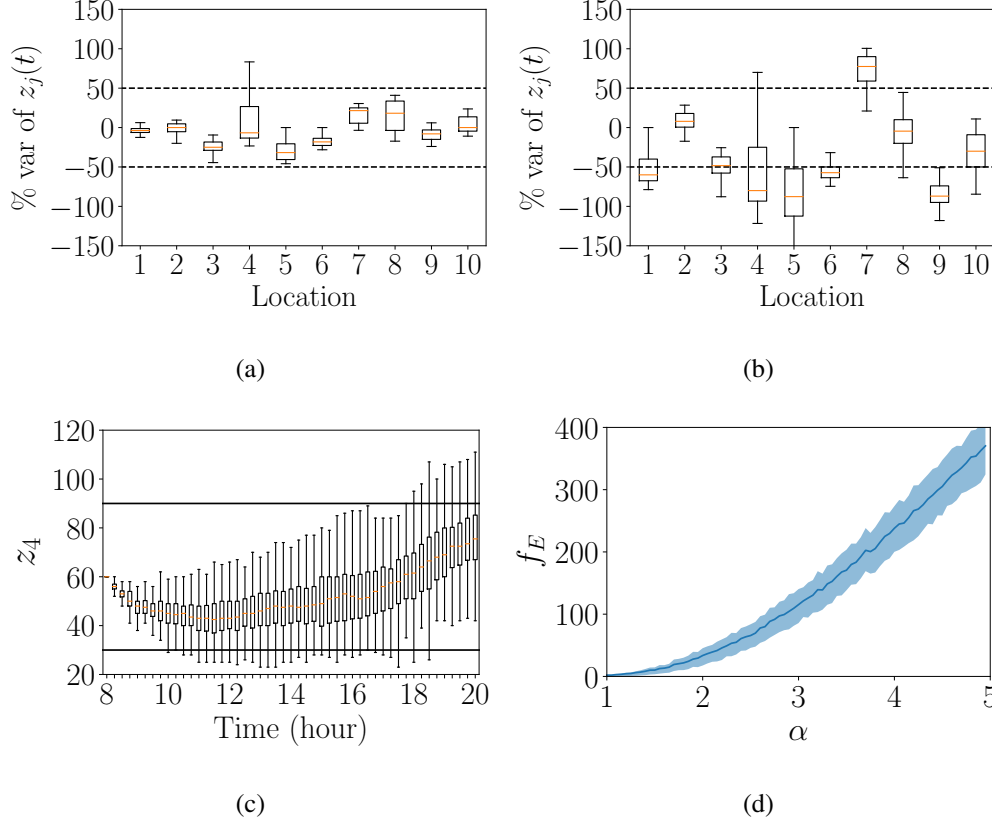 150
100
50
0
−50
−100
−150
% var of z_j(t)
1 2 3 4 5 6 7 8 9 10
Location
(a)
150
100
50
0
−50
−100
−150
% var of z_j(t)
1 2 3 4 5 6 7 8 9 10
Location
(b)
120
100
80
60
40
20
z_4
8 10 12 14 16 18 20
Time (hour)
(c)
400
300
200
100
0
f_E
1 2 3 4 5
α
(d)